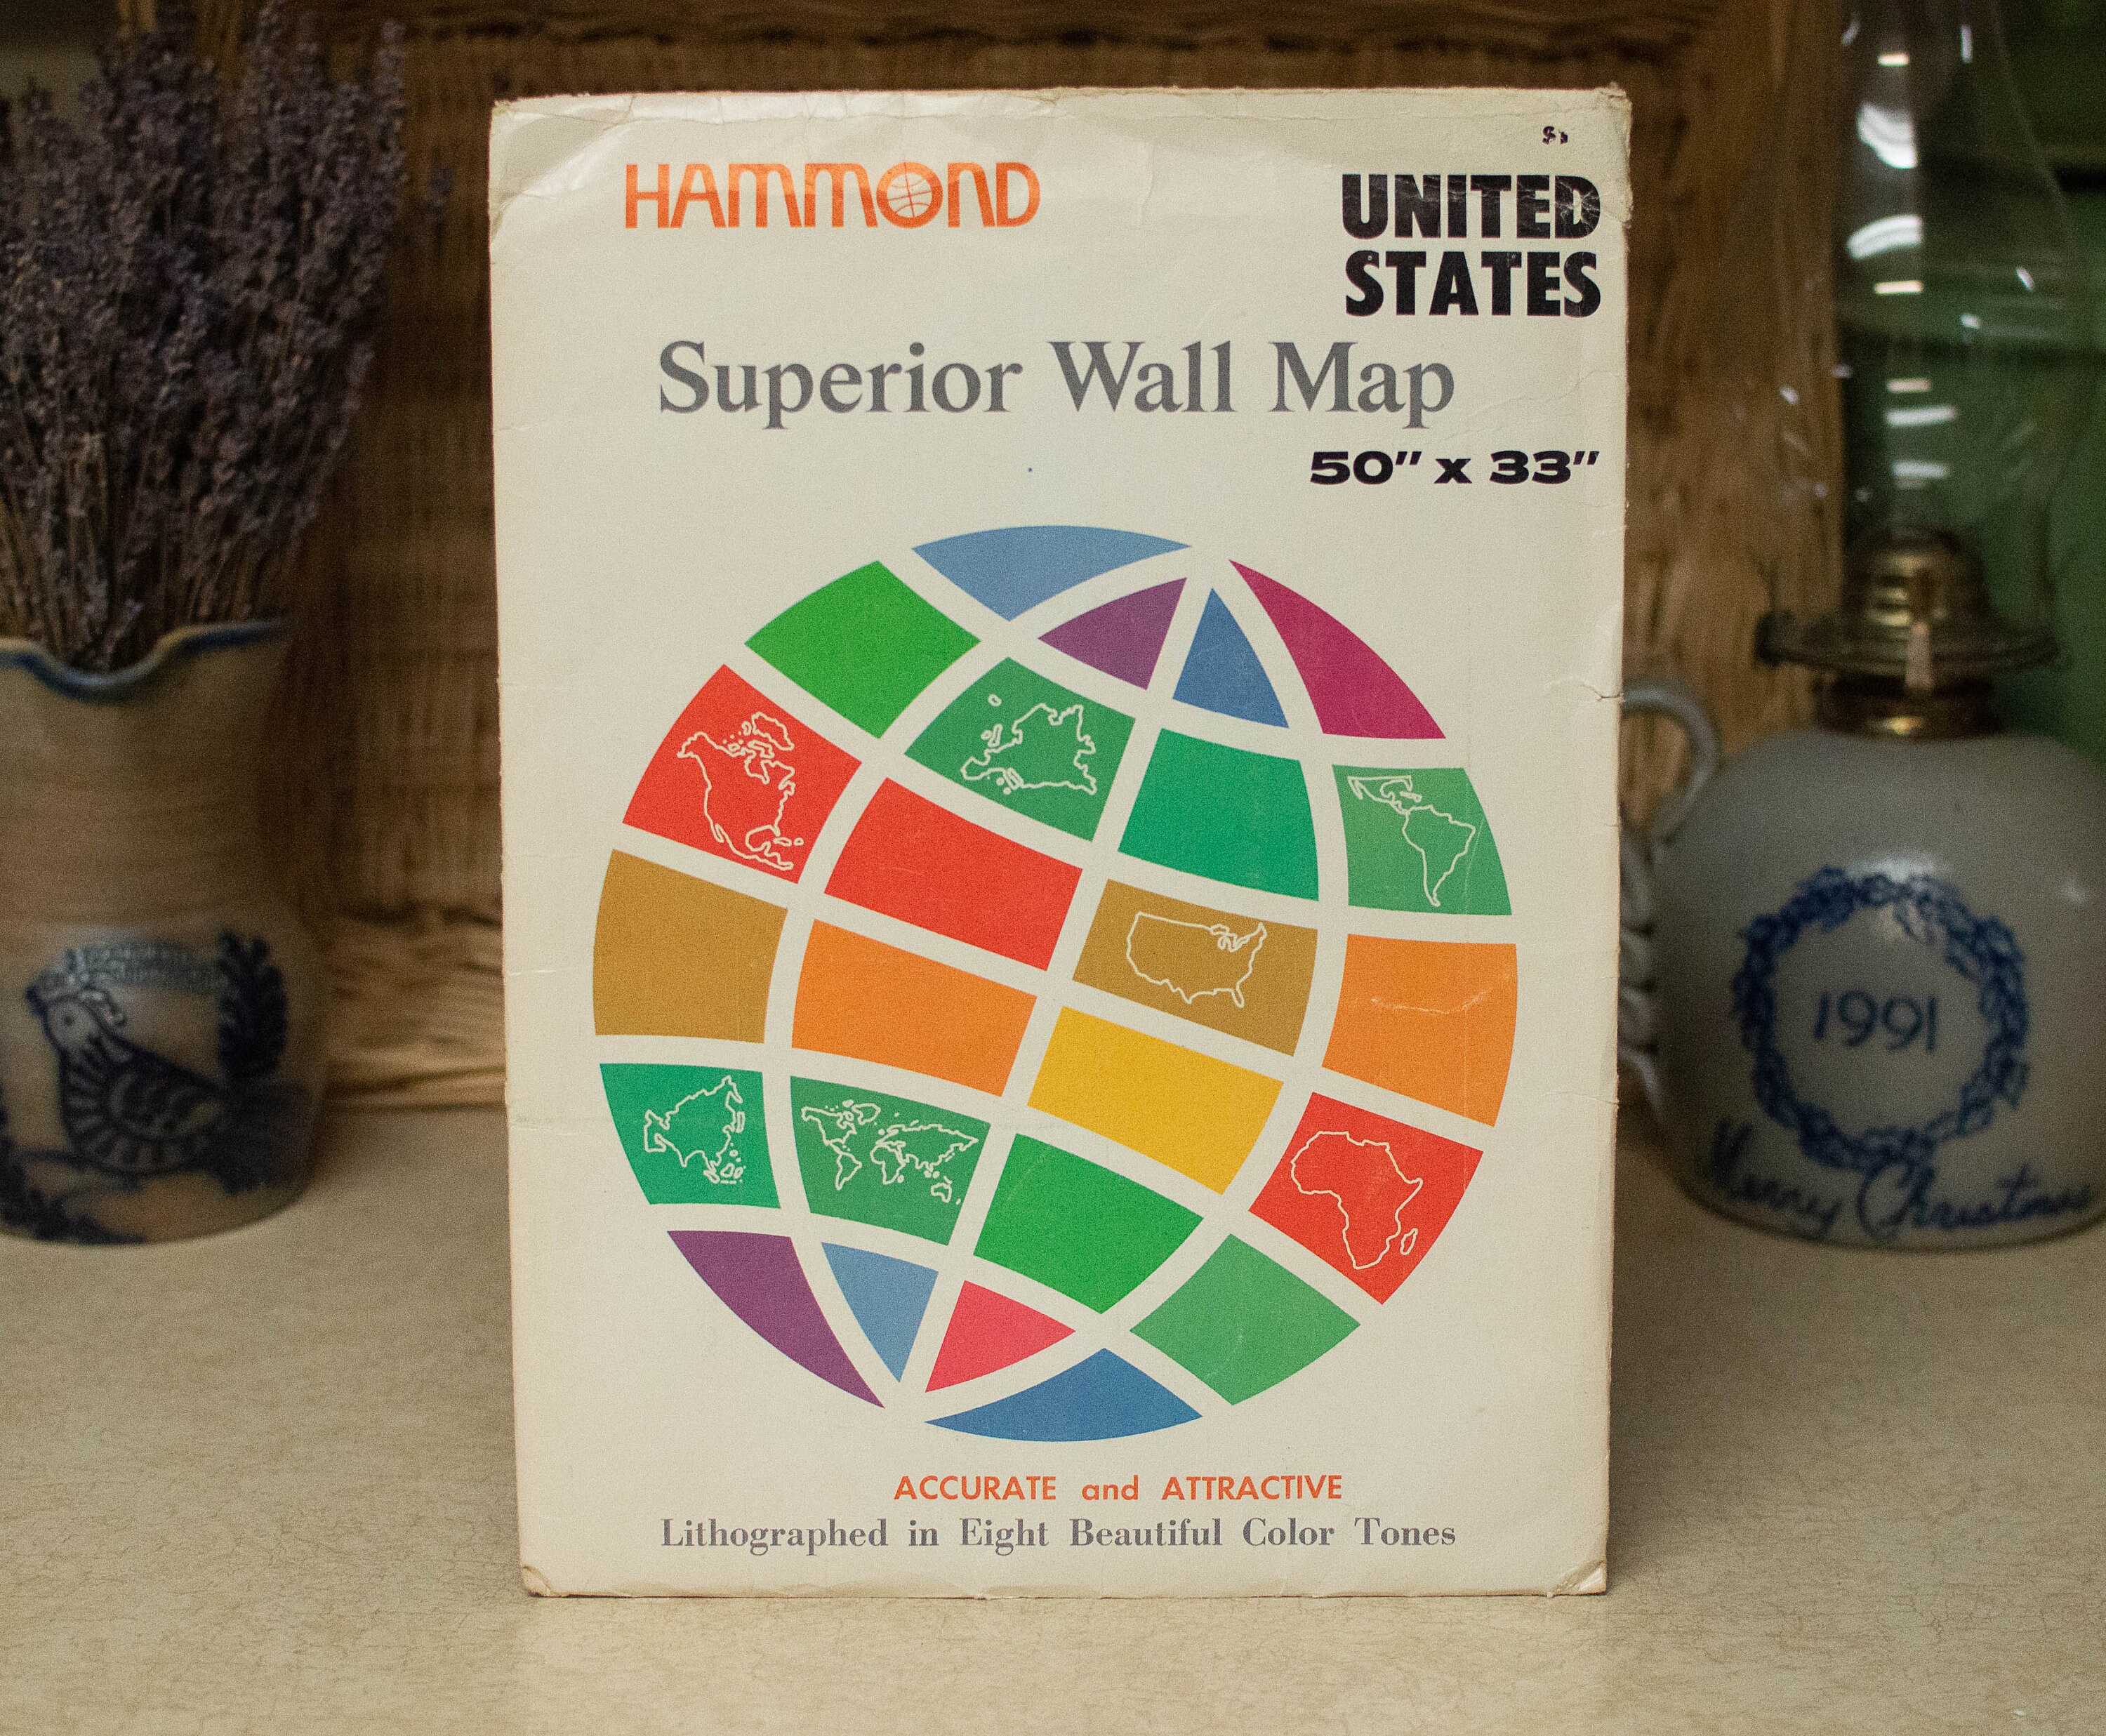 HAMMOND
UNITED
STATES
Superior Wall Map
50" x 33"
ACCURATE and ATTRACTIVE
Lithographed in Eight Beautiful Color Tones
1991
Merry Christmas